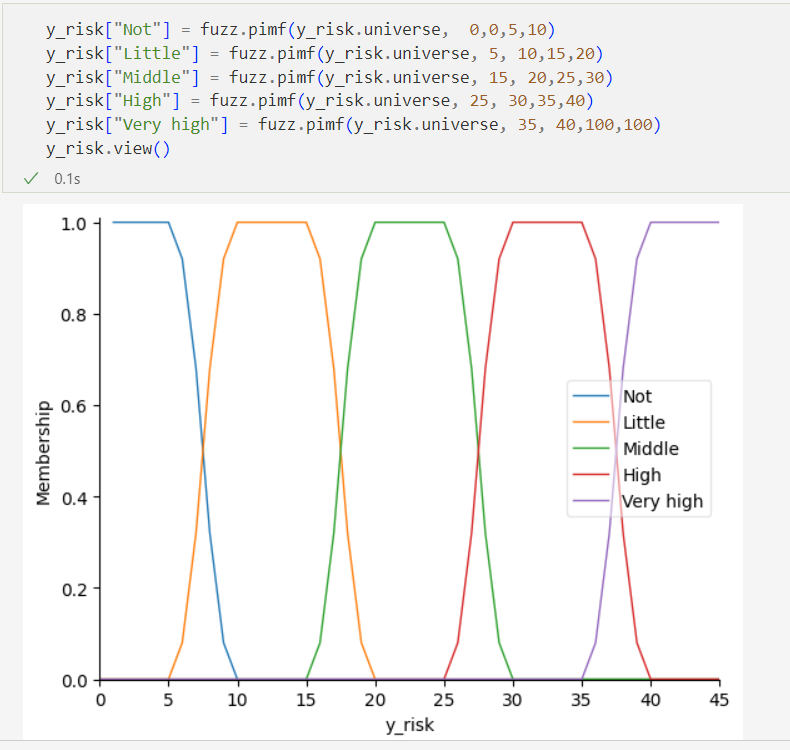 y_risk["Not"] = fuzz.pimf(y_risk.universe,  0,0,5,10)
y_risk["Little"] = fuzz.pimf(y_risk.universe, 5, 10,15,20)
y_risk["Middle"] = fuzz.pimf(y_risk.universe, 15, 20,25,30)
y_risk["High"] = fuzz.pimf(y_risk.universe, 25, 30,35,40)
y_risk["Very high"] = fuzz.pimf(y_risk.universe, 35, 40,100,100)
y_risk.view()
✓ 0.1s
1.0
0.8
0.6
0.4
0.2
0.0
Membership
Not
Little
Middle
High
Very high
0 5 10 15 20 25 30 35 40 45
y_risk